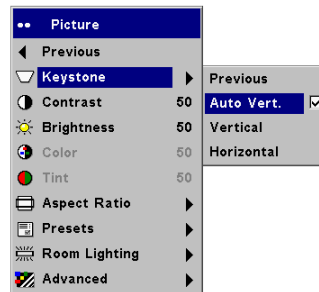 Picture
Previous
Keystone
Contrast 50
Brightness 50
Color 50
Tint 50
Aspect Ratio
Presets
Room Lighting
Advanced
Previous
Auto Vert.
Vertical
Horizontal